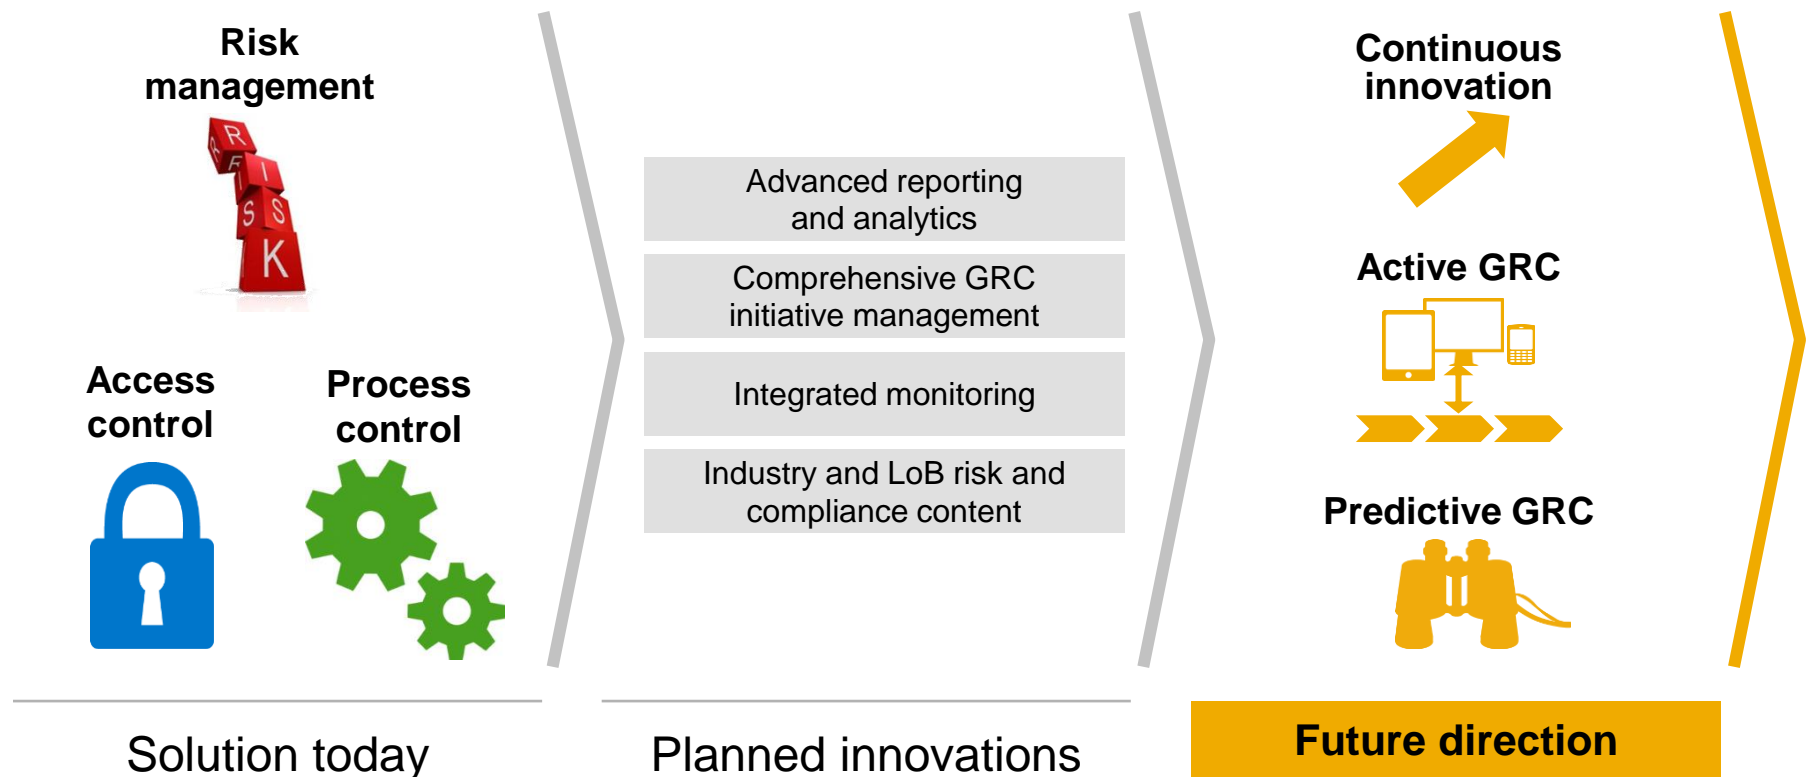 Risk
management
R
R
R
I
I
S
S
I
K
Access
control
Process
control
Solution today
Advanced reporting
and analytics
Comprehensive GRC
initiative management
Integrated monitoring
Industry and LoB risk and
compliance content
Planned innovations
Continuous
innovation
Active GRC
Predictive GRC
Future direction